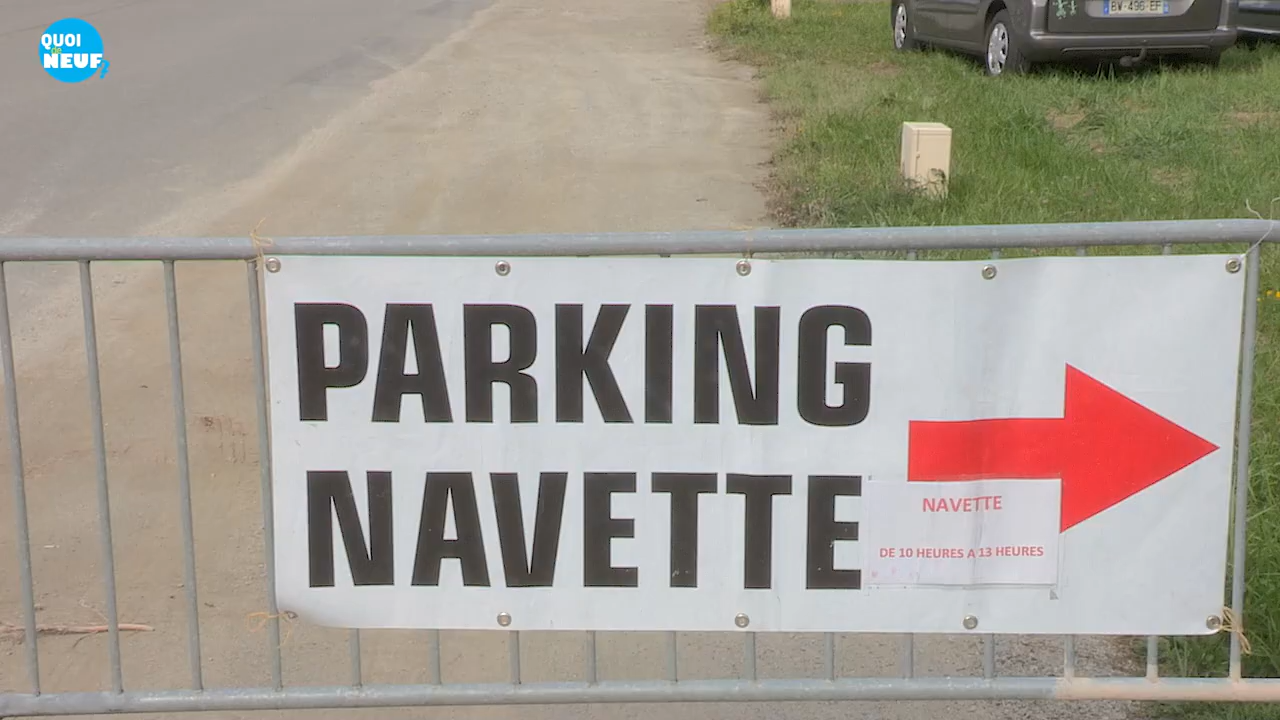 QUOI
de
NEUF?
BW-496-EF
PARKING
NAVETTE
NAVETTE
DE 10 HEURES A 13 HEURES